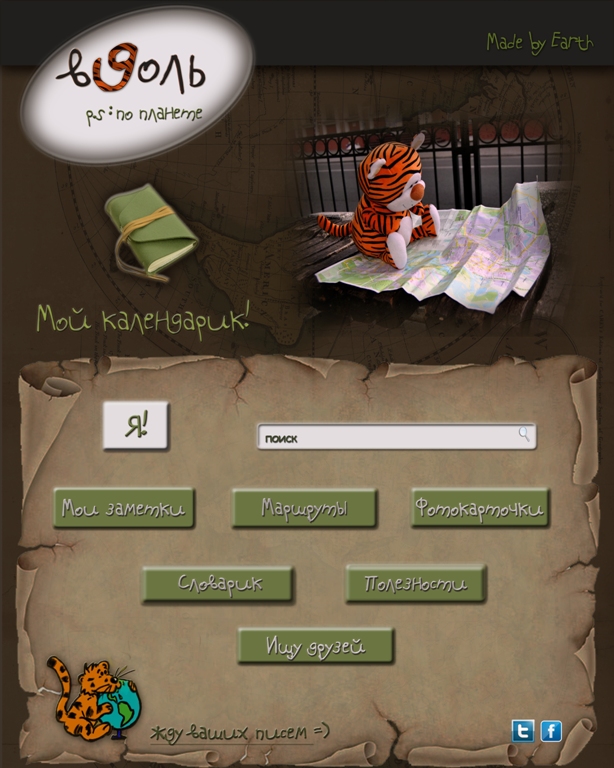 Made by Earth
вдоль
p.s: по планете
Мой календарик!
Я!
поиск
Мои заметки
Маршруты
Фотокарточки
Словарик
Полезности
Ищу друзей
жду ваших писем =)